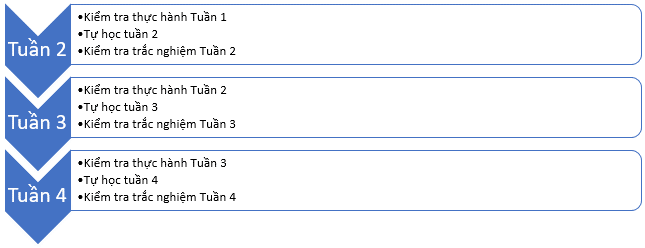 Tuần 2
•Kiểm tra thực hành Tuần 1
•Tự học tuần 2
•Kiểm tra trắc nghiệm Tuần 2
Tuần 3
•Kiểm tra thực hành Tuần 2
•Tự học tuần 3
•Kiểm tra trắc nghiệm Tuần 3
Tuần 4
•Kiểm tra thực hành Tuần 3
•Tự học tuần 4
•Kiểm tra trắc nghiệm Tuần 4